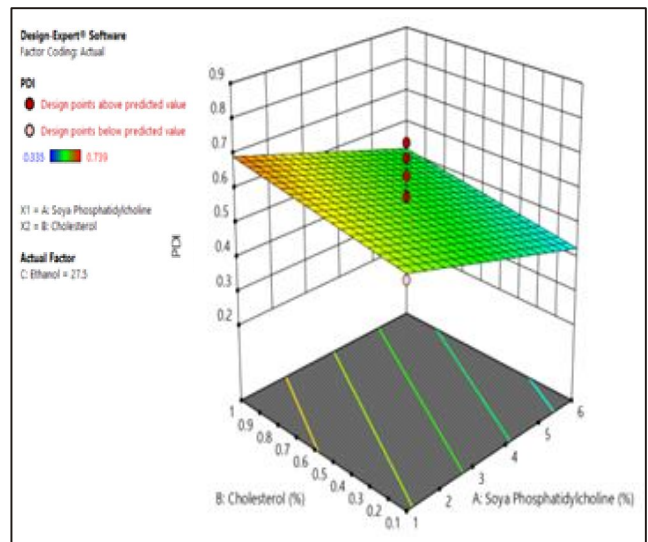 Design-Expert® Software
Factor Coding: Actual
PDI
Design points above predicted value
Design points below predicted value
0.335 0.739
X1 = A: Soya Phosphatidylcholine
X2 = B: Cholesterol
Actual Factor
C: Ethanol = 27.5
0.9
0.8
0.7
0.6
0.5
0.4
0.3
0.2
PDI
1
0.9
0.8
0.7
0.6
0.5
0.4
0.3
0.2
0.1
B: Cholesterol (%)
1
2
3
4
5
6
A: Soya Phosphatidylcholine (%)